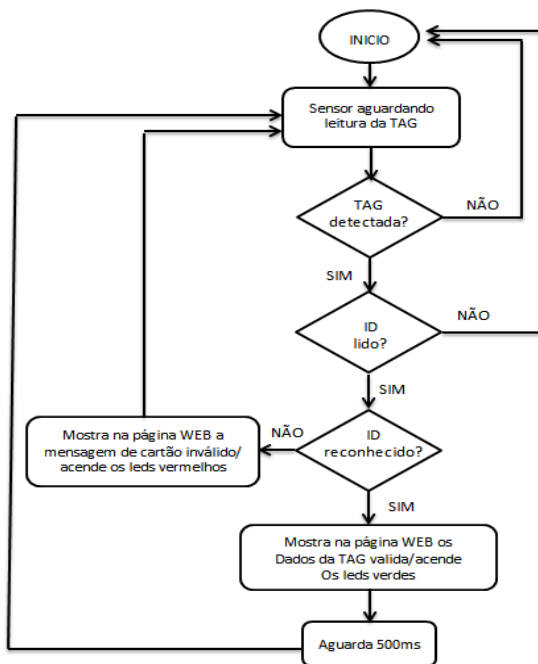 INICIO
Sensor aguardando
leitura da TAG
TAG
detectada?
NÃO
SIM
ID
lido?
NÃO
SIM
ID
reconhecido?
NÃO
Mostra na página WEB a
mensagem de cartão inválido/
acende os leds vermelhos
SIM
Mostra na página WEB os
Dados da TAG valida/acende
Os leds verdes
Aguarda 500ms